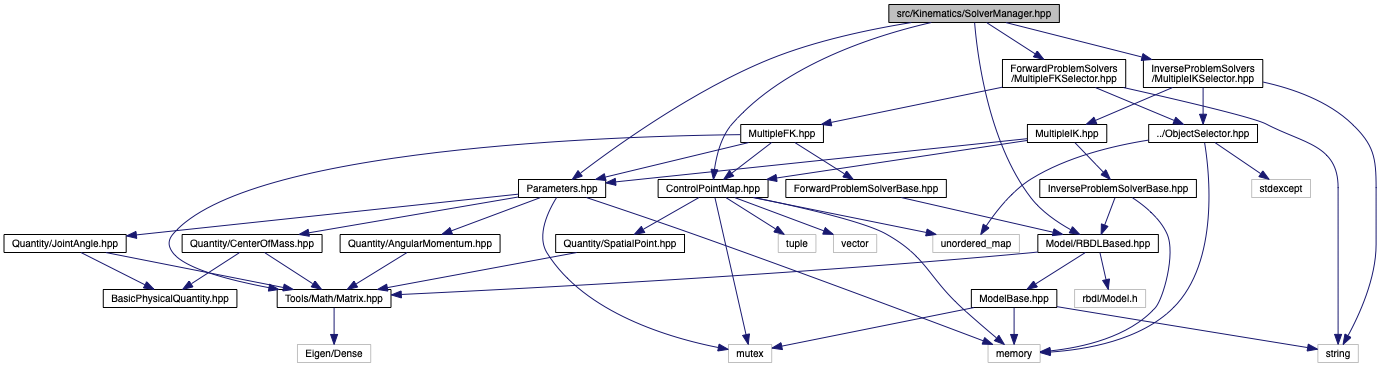 src/Kinematics/SolverManager.hpp
ForwardProblemSolvers
/MultipleFKSelector.hpp
InverseProblemSolvers
/MultipleIKSelector.hpp
MultipleFK.hpp
MultipleIK.hpp
../ObjectSelector.hpp
Parameters.hpp
ControlPointMap.hpp
ForwardProblemSolverBase.hpp
InverseProblemSolverBase.hpp
stdexcept
Quantity/JointAngle.hpp
Quantity/CenterOfMass.hpp
Quantity/AngularMomentum.hpp
Quantity/SpatialPoint.hpp
tuple
vector
unordered_map
Model/RBDLBased.hpp
BasicPhysicalQuantity.hpp
Tools/Math/Matrix.hpp
ModelBase.hpp
rbdl/Model.h
Eigen/Dense
mutex
memory
string